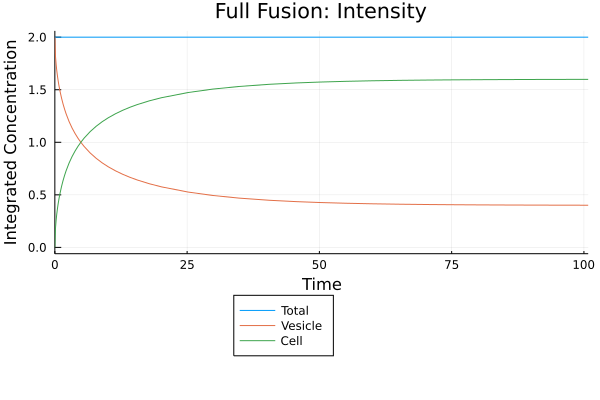 Full Fusion: Intensity
Integrated Concentration
2.0
1.5
1.0
0.5
0.0
0 25 50 75 100
Time
Total
Vesicle
Cell